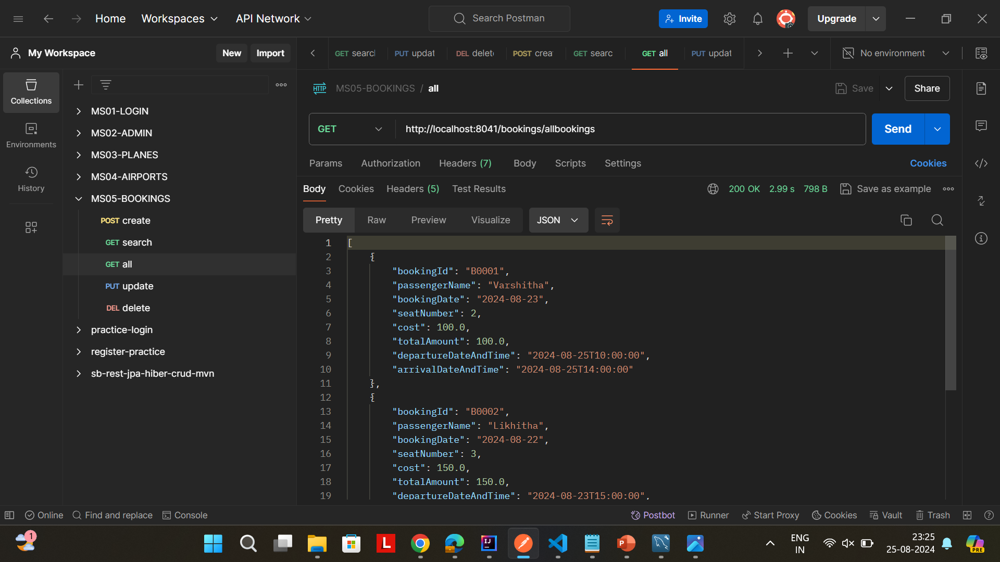 Home Workspaces API Network Search Postman Invite Upgrade
My Workspace New Import
GET search PUT updat DEL delet POST crea GET searc GET all PUT updat No environment
Collections
Environments
History
MS01-LOGIN
MS02-ADMIN
MS03-PLANES
MS04-AIRPORTS
MS05-BOOKINGS
POST create
GET search
GET all
PUT update
DEL delete
practice-login
register-practice
sb-rest-jpa-hiber-crud-mvn
HTTP MS05-BOOKINGS / all Save Share
GET http://localhost:8041/bookings/allbookings Send
Params Authorization Headers (7) Body Scripts Settings Cookies
Body Cookies Headers (5) Test Results 200 OK 2.99 s 798 B Save as example
Pretty Raw Preview Visualize JSON
1 [
2 {
3 "bookingId": "B0001",
4 "passengerName": "Varshitha",
5 "bookingDate": "2024-08-23",
6 "seatNumber": 2,
7 "cost": 100.0,
8 "totalAmount": 100.0,
9 "departureDateAndTime": "2024-08-25T10:00:00",
10 "arrivalDateAndTime": "2024-08-25T14:00:00"
11 },
12 {
13 "bookingId": "B0002",
14 "passengerName": "Likhitha",
15 "bookingDate": "2024-08-22",
16 "seatNumber": 3,
17 "cost": 150.0,
18 "totalAmount": 150.0,
19 "departureDateAndTime": "2024-08-23T15:00:00",
Online Find and replace Console Postbot Runner Start Proxy Cookies Vault Trash
1 L IJ P ENG IN 23:25 PRE
25-08-2024